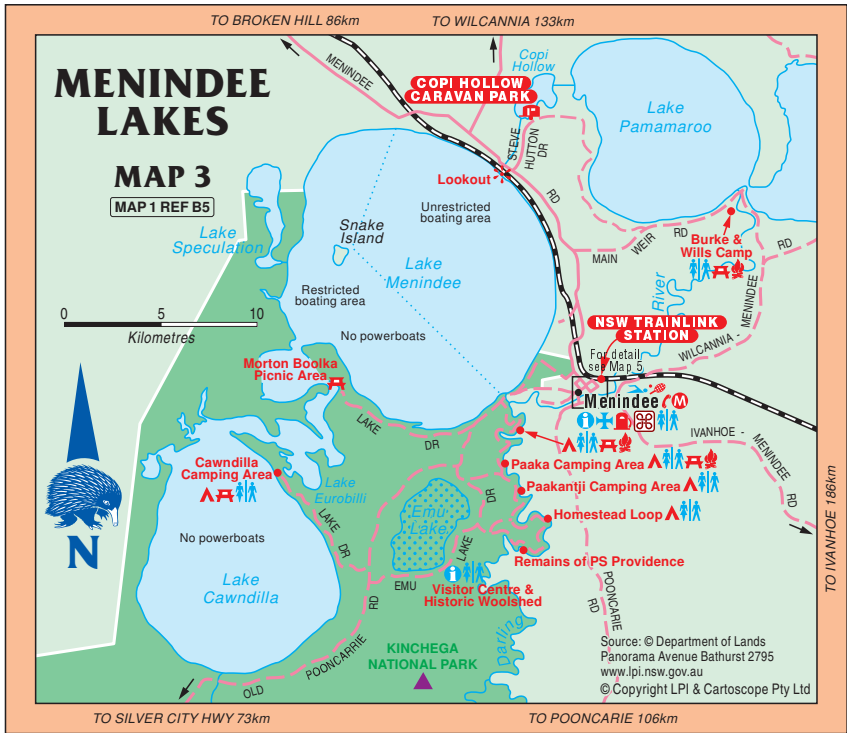 TO BROKEN HILL 86km
TO WILCANNIA 133km
MENINDEE
LAKES
MAP 3
MAP 1 REF B5
MENINDEE
RD
COPI HOLLOW
CARAVAN PARK
Copi
Hollow
STEVE
HUTTON
DR
Lake
Pamamaroo
Lookout
Unrestricted
boating area
Snake
Island
Lake
Speculation
Lake
Menindee
Restricted
boating area
No powerboats
MAIN
WEIR
RD
Burke &
Wills Camp
RD
MENINDEE
WILCANNIA -
River
NSW TRAINLINK
STATION
For detail
see Map 5
0
5
10
Kilometres
Morton Boolka
Picnic Area
LAKE
DR
Menindee
M
i
IVANHOE -
MENINDEE
RD
TO IVANHOE 186km
Cawndilla
Camping Area
Lake
Eurobilli
LAKE
DR
No powerboats
Lake
Cawndilla
Emu
Lake
Paaka Camping Area
Paakantji Camping Area
Homestead Loop
Remains of PS Providence
DR
LAKE
EMU
i
Visitor Centre &
Historic Woolshed
N
OLD
POONCARRIE
RD
KINCHEGA
NATIONAL PARK
Darling
POONCARIE
RD
Source: © Department of Lands
Panorama Avenue Bathurst 2795
www.lpi.nsw.gov.au
© Copyright LPI & Cartoscope Pty Ltd
TO SILVER CITY HWY 73km
TO POONCARIE 106km